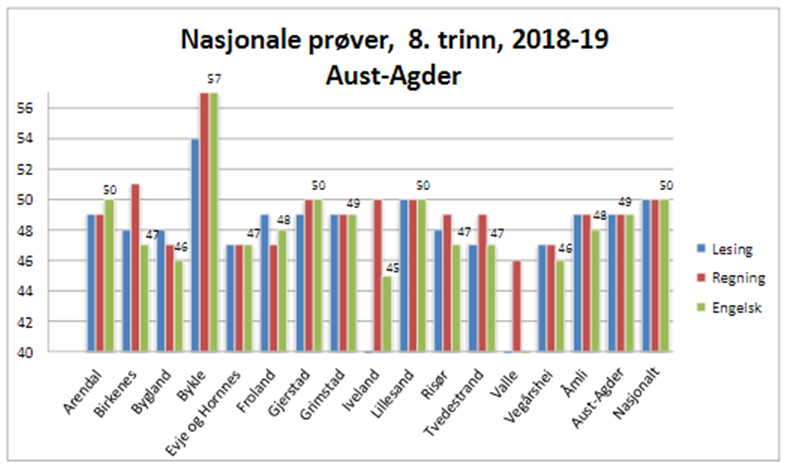 Nasjonale prøver, 8. trinn, 2018-19
Aust-Agder
57
56
54
52
50
48
46
44
42
40
50
47
46
47
48
50
49
45
50
47
47
46
48
49
50
Lesing
Regning
Engelsk
Arendal
Birkenes
Bygland
Bykle
Evje og Hornnes
Froland
Gjerstad
Grimstad
Iveland
Lillesand
Risør
Tvedestrand
Valle
Vegårshei
Åmli
Aust-Agder
Nasjonalt